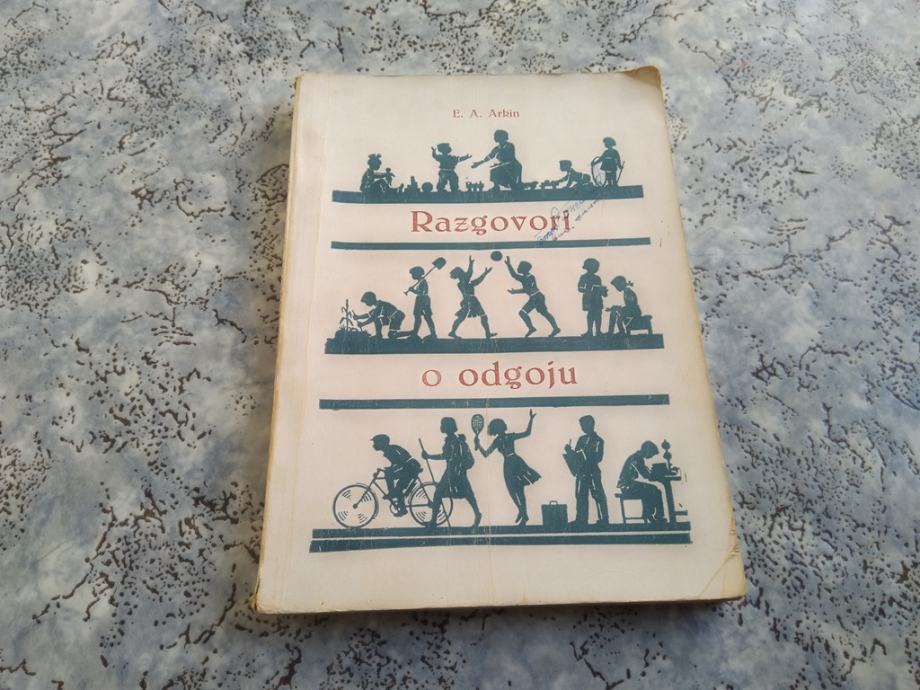 E. A. Arkin
Razgovori
o odgoju